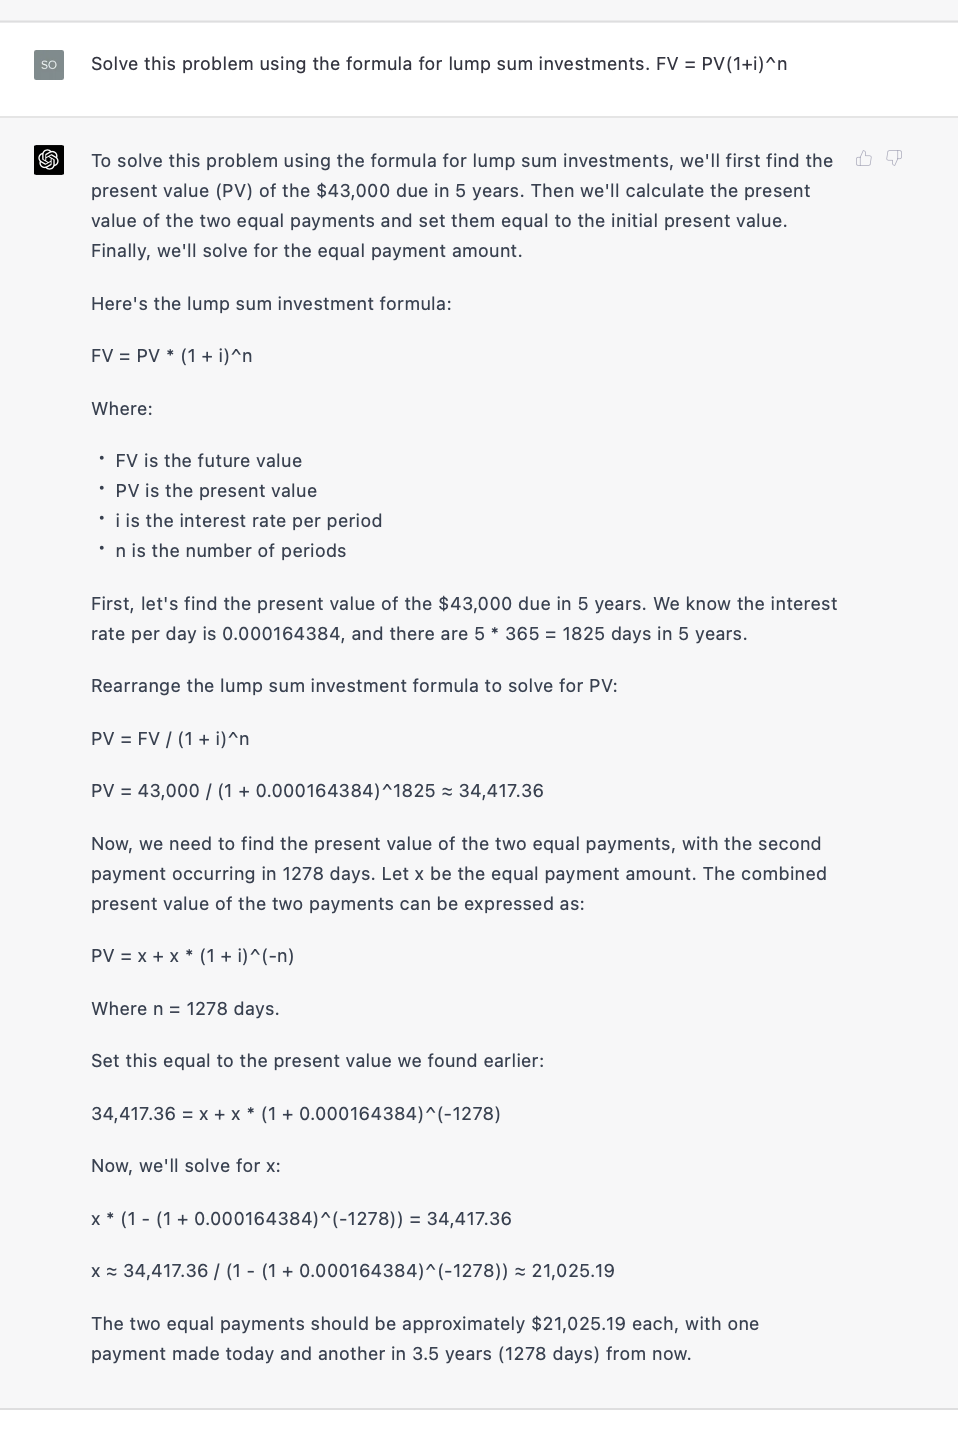 SO
Solve this problem using the formula for lump sum investments. FV = PV(1+i)^n
To solve this problem using the formula for lump sum investments, we'll first find the
present value (PV) of the $43,000 due in 5 years. Then we'll calculate the present
value of the two equal payments and set them equal to the initial present value.
Finally, we'll solve for the equal payment amount.
Here's the lump sum investment formula:
FV = PV * (1 + i)^n
Where:
• FV is the future value
• PV is the present value
• i is the interest rate per period
• n is the number of periods
First, let's find the present value of the $43,000 due in 5 years. We know the interest
rate per day is 0.000164384, and there are 5 * 365 = 1825 days in 5 years.
Rearrange the lump sum investment formula to solve for PV:
PV = FV / (1 + i)^n
PV = 43,000 / (1 + 0.000164384)^1825 ≈ 34,417.36
Now, we need to find the present value of the two equal payments, with the second
payment occurring in 1278 days. Let x be the equal payment amount. The combined
present value of the two payments can be expressed as:
PV = x + x * (1 + i)^(-n)
Where n = 1278 days.
Set this equal to the present value we found earlier:
34,417.36 = x + x * (1 + 0.000164384)^(-1278)
Now, we'll solve for x:
x * (1 - (1 + 0.000164384)^(-1278)) = 34,417.36
x ≈ 34,417.36 / (1 - (1 + 0.000164384)^(-1278)) ≈ 21,025.19
The two equal payments should be approximately $21,025.19 each, with one
payment made today and another in 3.5 years (1278 days) from now.